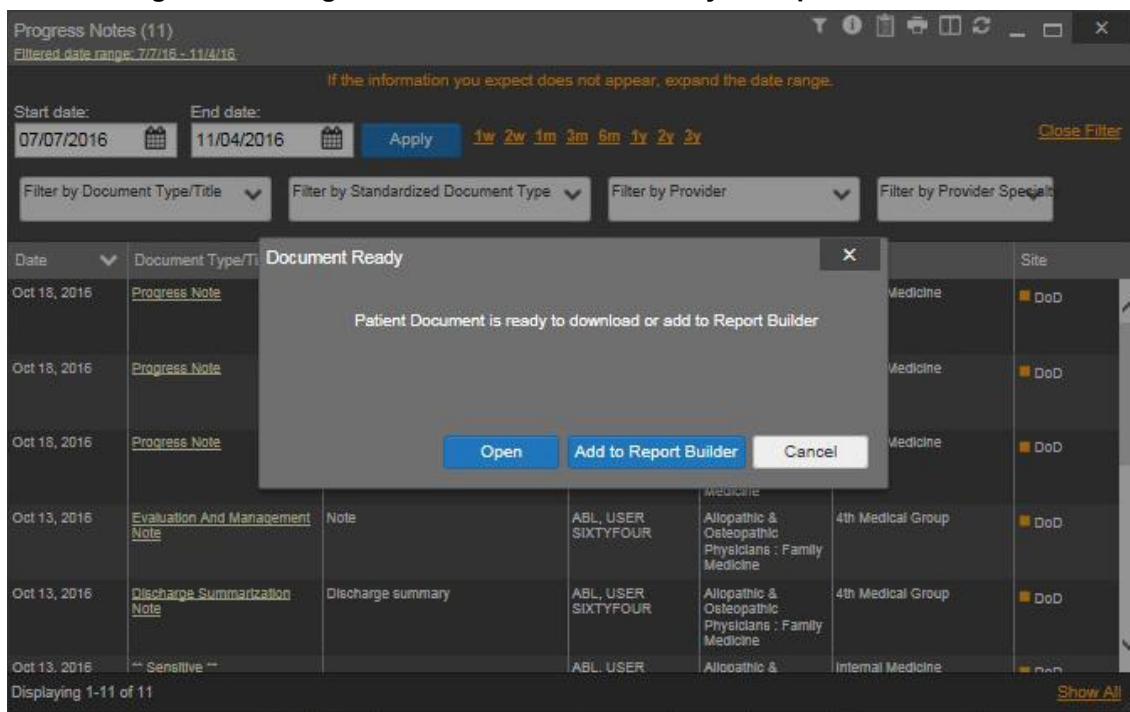 Progress Notes (11)
Filtered date range: 7/7/16 - 11/4/16
If the information you expect does not appear, expand the date range.
Start date: End date:
07/07/2016 11/04/2016 Apply 1w 2w 1m 3m 6m 1y 2y 3y Close Filter
Filter by Document Type/Title Filter by Standardized Document Type Filter by Provider Filter by Provider Specialty
Date Document Type/Ti Site
Document Ready
Patient Document is ready to download or add to Report Builder
Open Add to Report Builder Cancel
Oct 18, 2016 Progress Note Medicine DoD
Oct 18, 2016 Progress Note Medicine DoD
Oct 18, 2016 Progress Note Medicine DoD
Medicine
Oct 13, 2016 Evaluation And Management Note Note ABL, USER SIXTYFOUR Allopathic & Osteopathic Physicians : Family Medicine 4th Medical Group DoD
Oct 13, 2016 Discharge Summarization Note Discharge summary ABL, USER SIXTYFOUR Allopathic & Osteopathic Physicians : Family Medicine 4th Medical Group DoD
Oct 13, 2016 ** Sensitive ** ABL, USER Allopathic & Internal Medicine DoD
Displaying 1-11 of 11 Show All